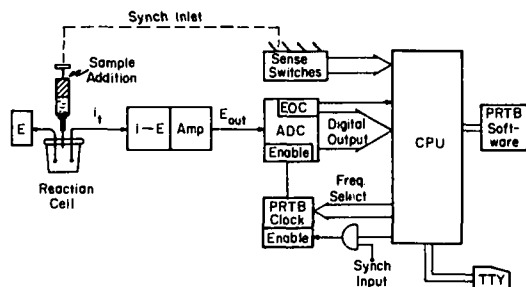 Synch Inlet
Sample
Addition
Sense
Switches
E
i_t
i-E
Amp
E_out
EOC
ADC
Enable
Digital
Output
CPU
PRTB
Soft-
ware
Reaction
Cell
Freq.
Select
PRTB
Clock
Enable
Synch
Input
TTY